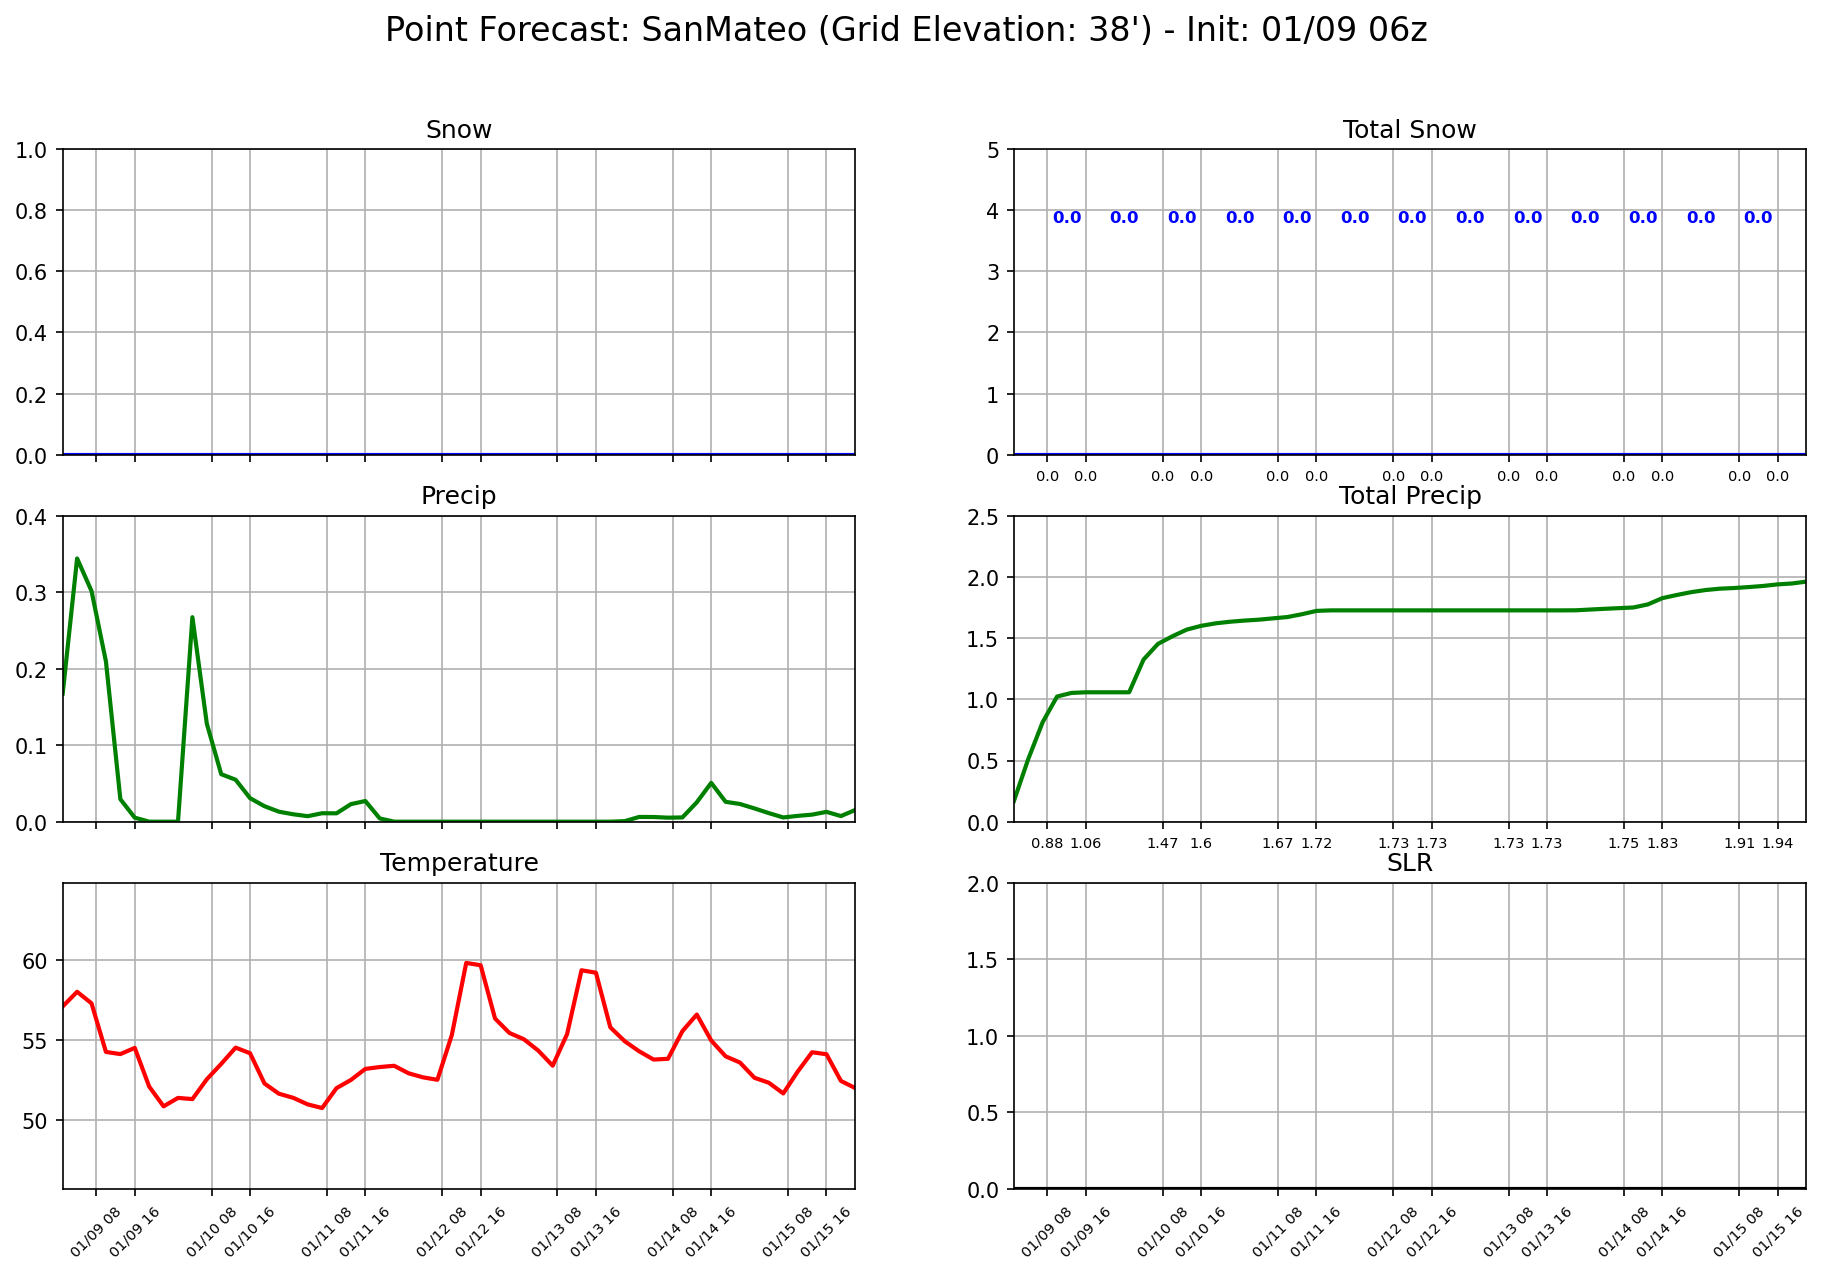 Point Forecast: SanMateo (Grid Elevation: 38') - Init: 01/09 06z
Snow
1.0
0.8
0.6
0.4
0.2
0.0
Total Snow
5
4
3
2
1
0
0.0 0.0 0.0 0.0 0.0 0.0 0.0 0.0 0.0 0.0 0.0 0.0 0.0
0.0 0.0 0.0 0.0 0.0 0.0 0.0 0.0 0.0 0.0 0.0 0.0 0.0 0.0
Precip
0.4
0.3
0.2
0.1
0.0
Total Precip
2.5
2.0
1.5
1.0
0.5
0.0
0.88 1.06 1.47 1.6 1.67 1.72 1.73 1.73 1.73 1.73 1.75 1.83 1.91 1.94
Temperature
60
55
50
01/09 08 01/09 16 01/10 08 01/10 16 01/11 08 01/11 16 01/12 08 01/12 16 01/13 08 01/13 16 01/14 08 01/14 16 01/15 08 01/15 16
SLR
2.0
1.5
1.0
0.5
0.0
01/09 08 01/09 16 01/10 08 01/10 16 01/11 08 01/11 16 01/12 08 01/12 16 01/13 08 01/13 16 01/14 08 01/14 16 01/15 08 01/15 16